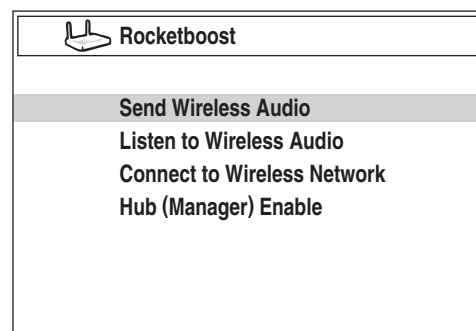 Rocketboost
Send Wireless Audio
Listen to Wireless Audio
Connect to Wireless Network
Hub (Manager) Enable